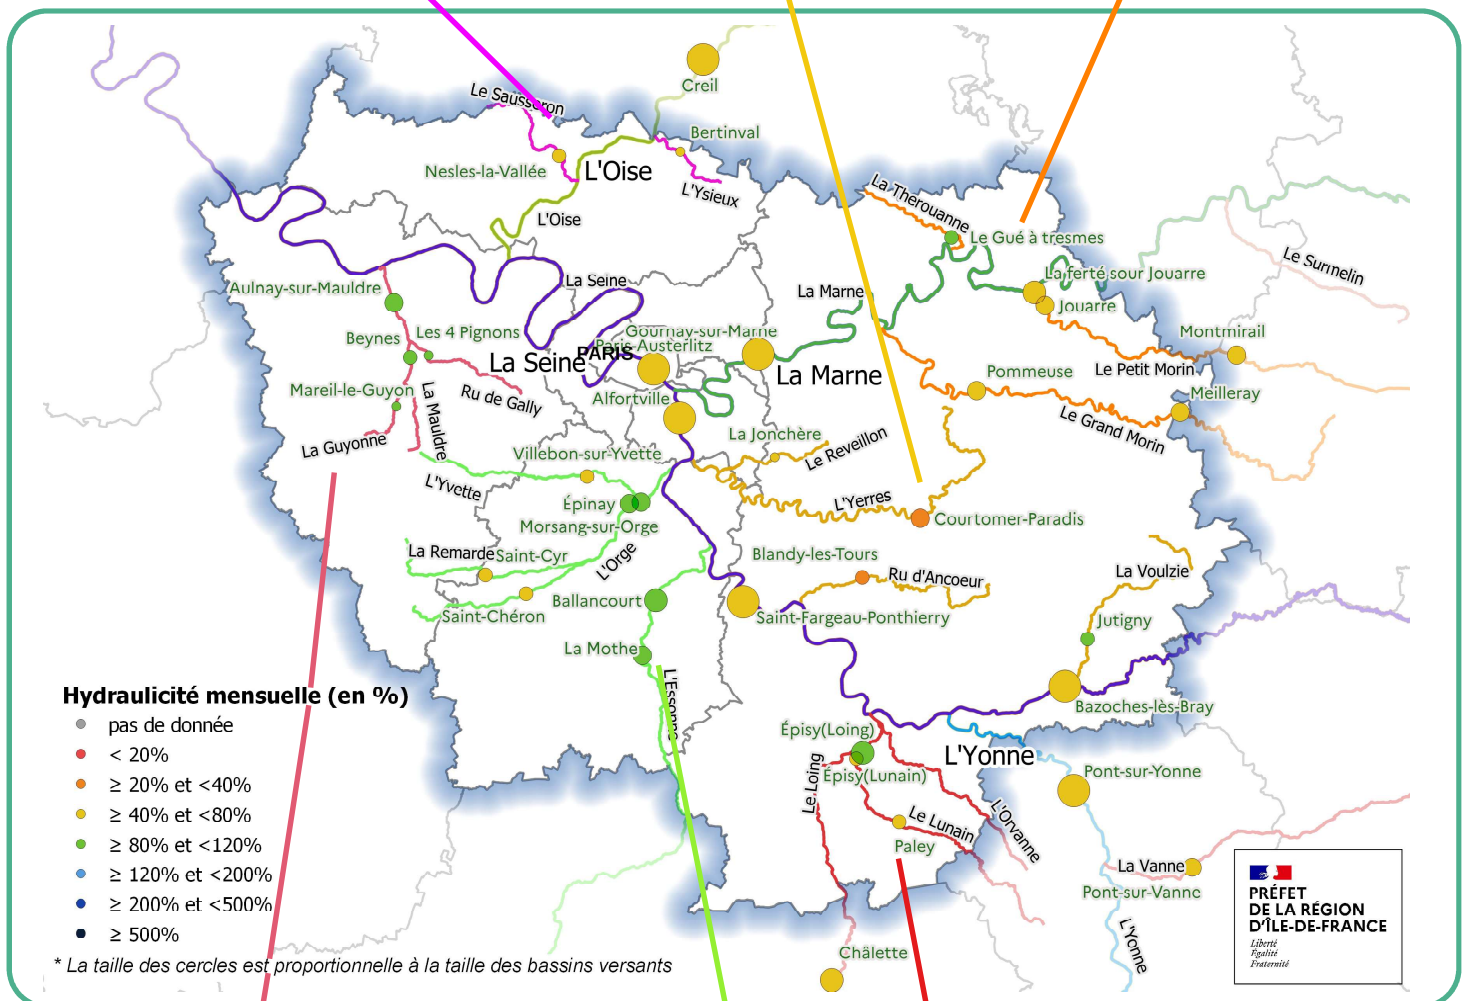 Creil
Le Sausseron
Bertinval
Nesles-la-Vallée
L'Oise
L'Ysieux
La Thérouanne
L'Oise
Le Gué à tresmes
La ferté sour Jouarre
Le Surmelin
Aulnay-sur-Mauldre
La Seine
La Marne
Jouarre
Beynes
Les 4 Pignons
Gournay-sur-Marne
Paris-Austerlitz
PARIS
Montmirail
La Seine
La Marne
Le Petit Morin
Pommeuse
Mareil-le-Guyon
Ru de Gally
Alfortville
Meilleray
La Mauldre
La Guyonne
La Jonchère
Le Reveillon
Le Grand Morin
Villebon-sur-Yvette
L'Yvette
Épinay
L'Yerres
Courtomer-Paradis
Morsang-sur-Orge
La Remarde
Saint-Cyr
L'Orge
Blandy-les-Tours
Ru d'Ancoeur
La Voulzie
Saint-Chéron
Ballancourt
Saint-Fargeau-Ponthierry
Jutigny
La Mothe
L'Essonne
Bazoches-lès-Bray
Hydraulicité mensuelle (en %)
pas de donnée
< 20%
≥ 20% et <40%
≥ 40% et <80%
≥ 80% et <120%
≥ 120% et <200%
≥ 200% et <500%
≥ 500%
Épisy(Loing)
L'Yonne
Épisy(Lunain)
Pont-sur-Yonne
Le Loing
Le Lunain
L'Orvanne
Paley
La Vanne
Pont-sur-Vanne
L'Yonne
Châlette
* La taille des cercles est proportionnelle à la taille des bassins versants
PRÉFET
DE LA RÉGION
D'ÎLE-DE-FRANCE
Liberté
Égalité
Fraternité